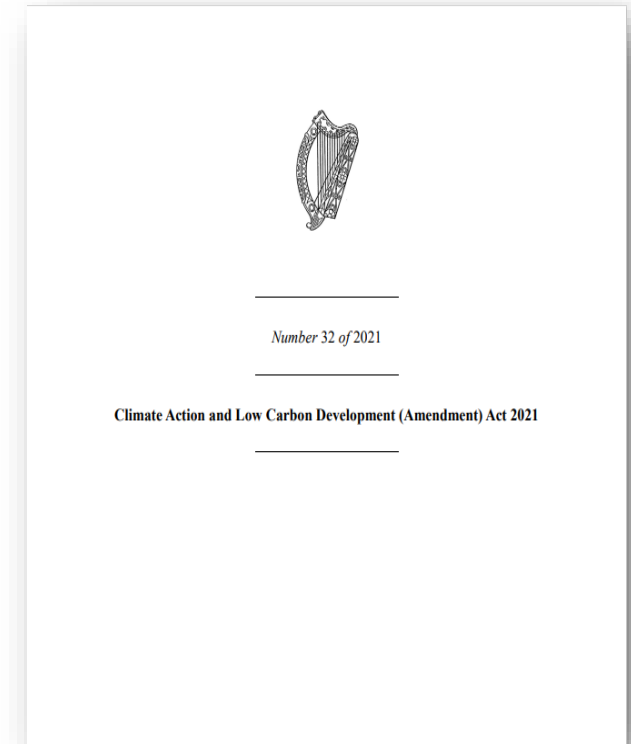 Number 32 of 2021
Climate Action and Low Carbon Development (Amendment) Act 2021